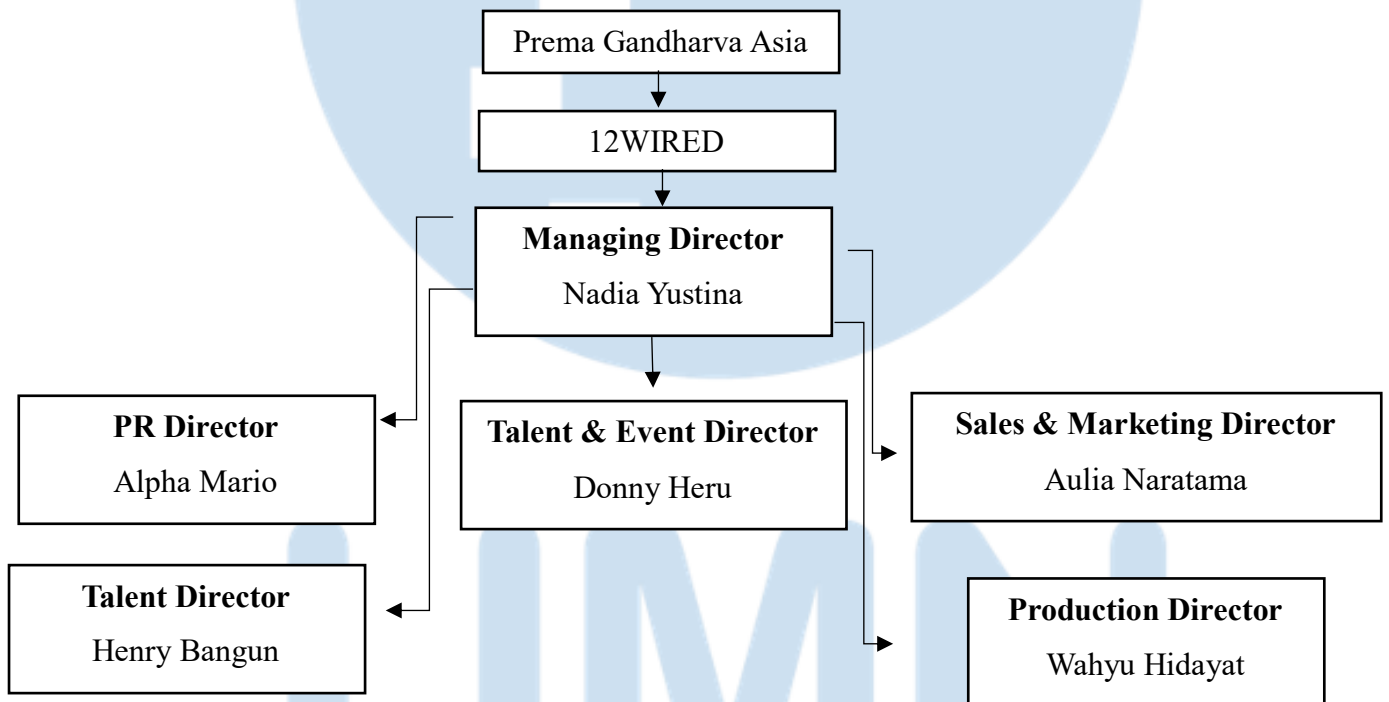 Prema Gandharva Asia
12WIRED
Managing Director
Nadia Yustina
PR Director
Alpha Mario
Talent & Event Director
Donny Heru
Sales & Marketing Director
Aulia Naratama
Talent Director
Henry Bangun
Production Director
Wahyu Hidayat